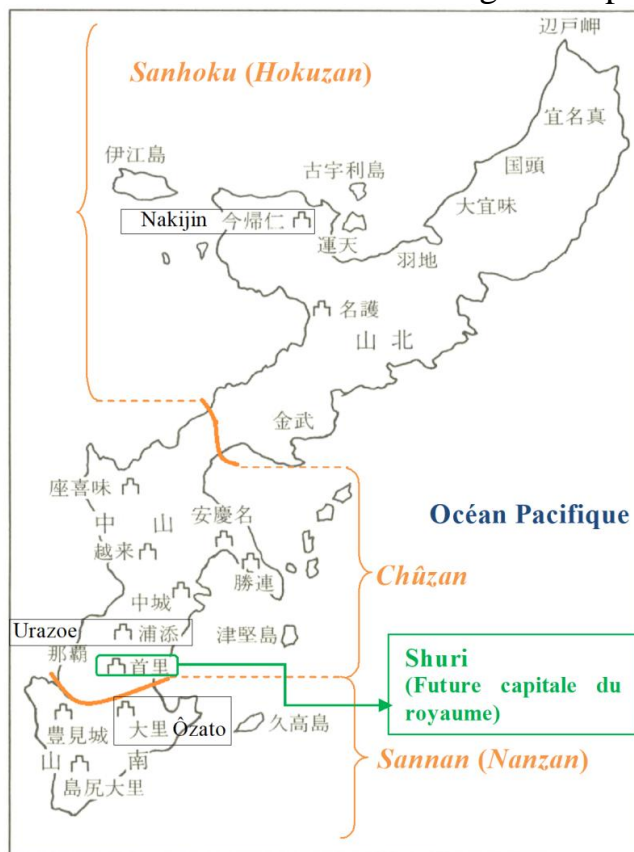 辺戸岬
Sanhoku (Hokuzan)
宜名真
伊江島
古宇利島
国頭
大宜味
Nakijin 今帰仁
運天
羽地
名護
山北
金武
座喜味
中山
安慶名
Océan Pacifique
越来
勝連
Chûzan
中城
Urazoe 浦添
津堅島
那覇
首里
Shuri
(Future capitale du
royaume)
大里 Ôzato
久高島
豊見城
山南
Sannan (Nanzan)
島尻大里